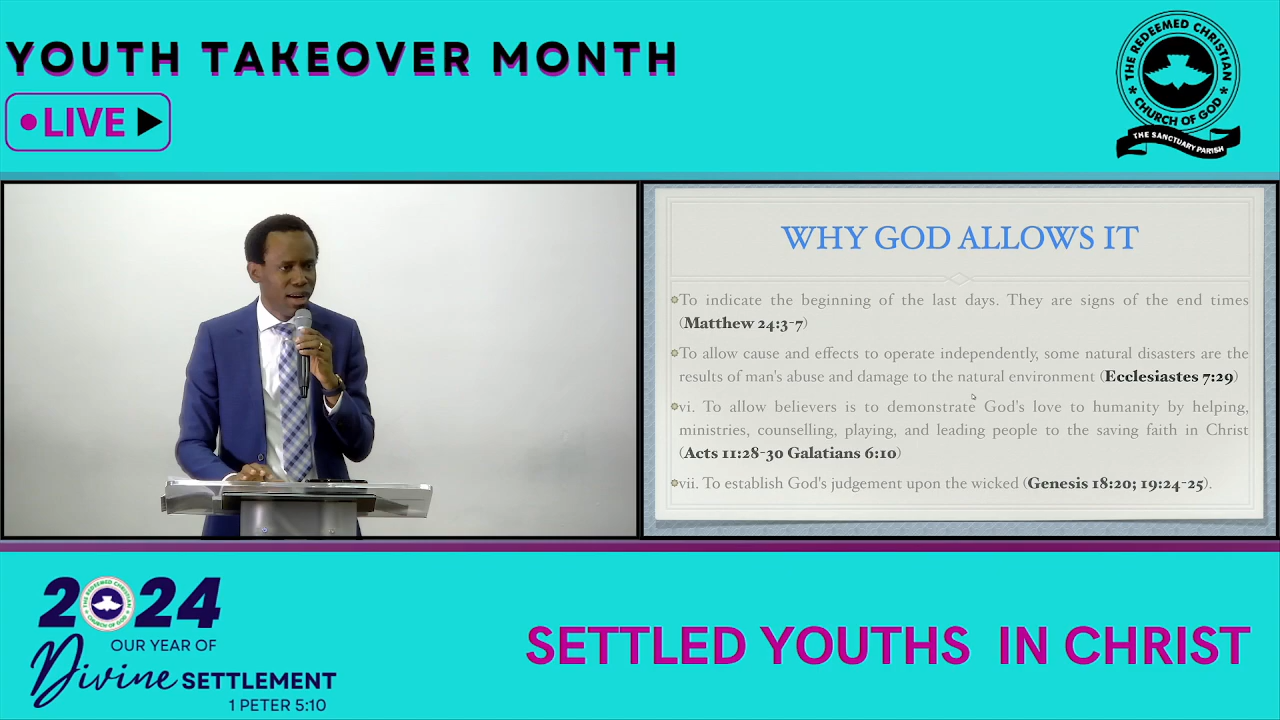 YOUTH TAKEOVER MONTH
LIVE
THE REDEEMED CHRISTIAN
CHURCH OF GOD
THE SANCTUARY PARISH
WHY GOD ALLOWS IT
To indicate the beginning of the last days. They are signs of the end times
(Matthew 24:3-7)
To allow cause and effects to operate independently, some natural disasters are the
results of man's abuse and damage to the natural environment (Ecclesiastes 7:29)
vi. To allow believers is to demonstrate God's love to humanity by helping,
ministries, counselling, playing, and leading people to the saving faith in Christ
(Acts 11:28-30 Galatians 6:10)
vii. To establish God's judgement upon the wicked (Genesis 18:20; 19:24-25).
2024
THE REDEEMED CHRISTIAN
CHURCH OF GOD
OUR YEAR OF
Divine SETTLEMENT
1 PETER 5:10
SETTLED YOUTHS IN CHRIST